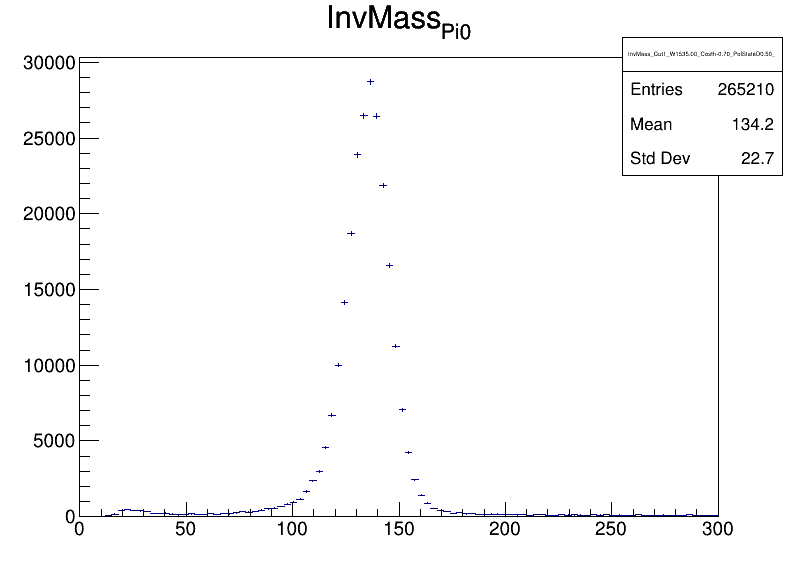 InvMass_Pi0
InvMass_Cut1_W1535.00_Costh-0.70_PolStateD0.50_
Entries 265210
Mean 134.2
Std Dev 22.7
30000
25000
20000
15000
10000
5000
0
0 50 100 150 200 250 300